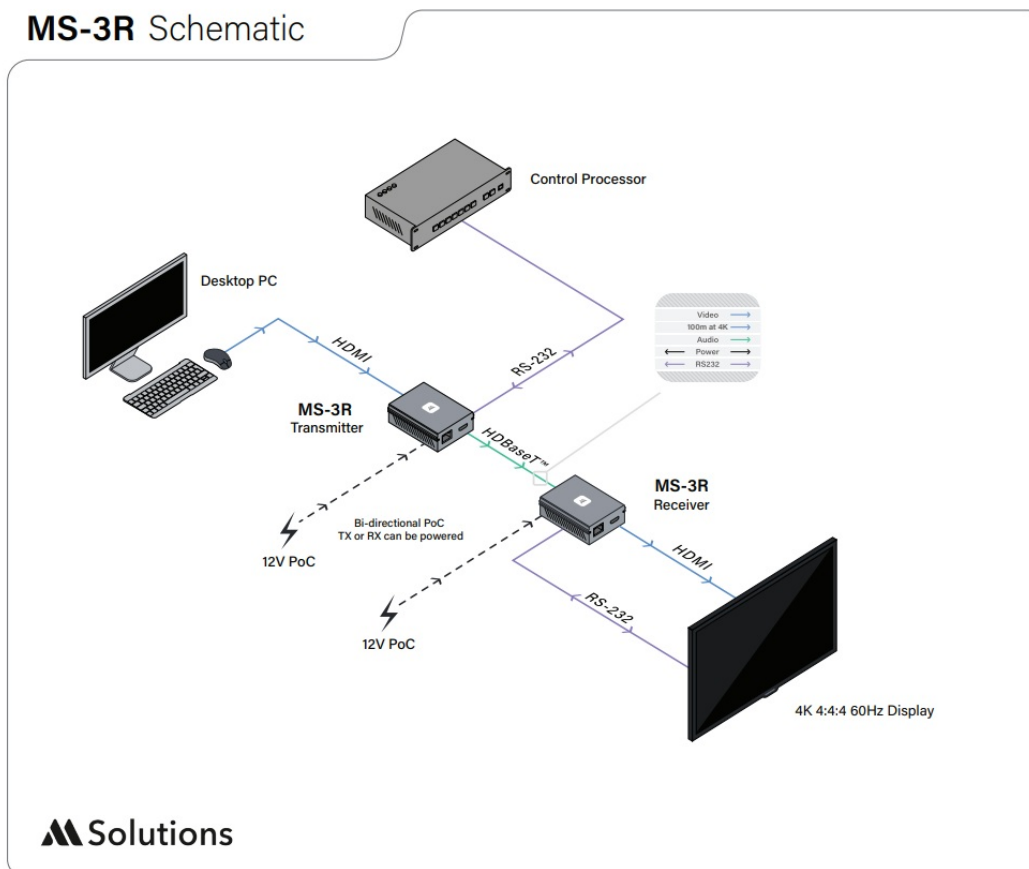 MS-3R Schematic
Control Processor
Desktop PC
Video
100m at 4K
Audio
Power
RS232
HDMI
RS-232
MS-3R
Transmitter
HDBaseT™
MS-3R
Receiver
Bi-directional PoC
TX or RX can be powered
12V PoC
HDMI
RS-232
12V PoC
4K 4:4:4 60Hz Display
Solutions